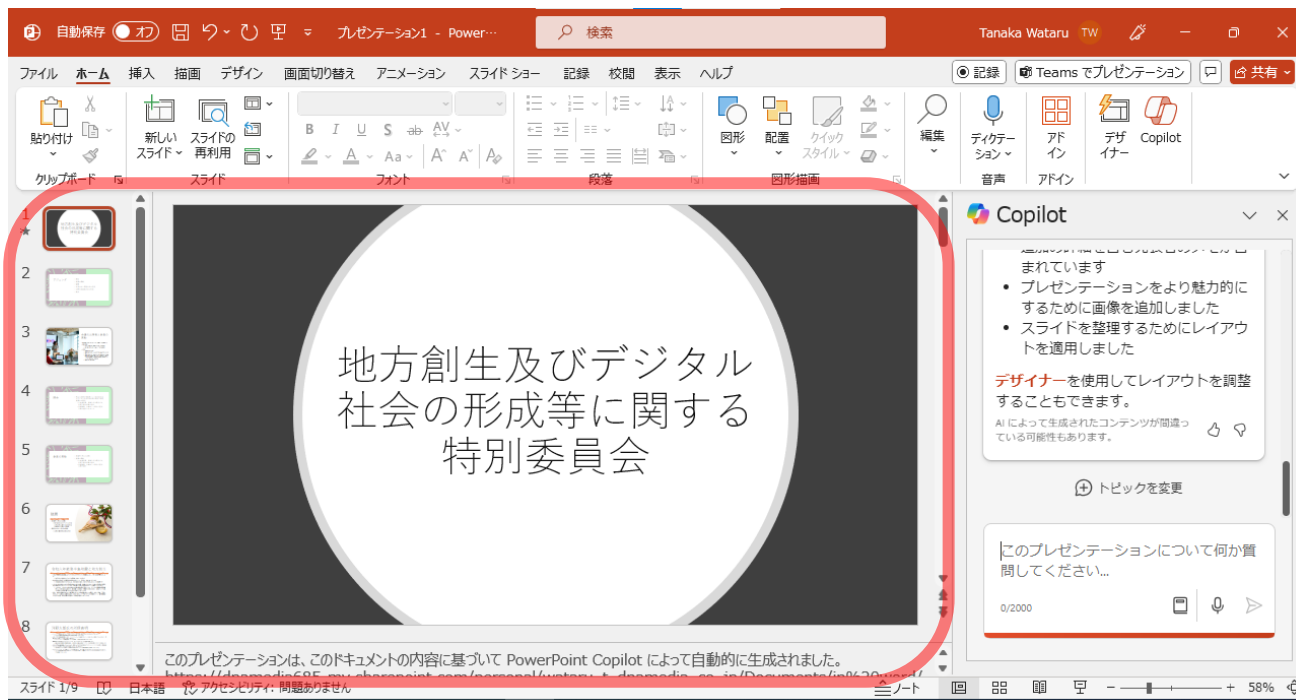 自動保存 オフ
プレゼンテーション1 - Power…
検索
Tanaka Wataru TW
ファイル ホーム 挿入 描画 デザイン 画面切り替え アニメーション スライド ショー 記録 校閲 表示 ヘルプ
記録 Teams でプレゼンテーション 共有
貼り付け
新しい
スライド
スライドの
再利用
B I U S ab AV
A Aa A A A
図形 配置 クイック
スタイル
編集
ディクテー
ション
アド
イン
デザ
イナー
Copilot
クリップボード スライド フォント 段落 図形描画 音声 アドイン
1
2
3
4
5
6
7
8
地方創生及びデジタル
社会の形成等に関する
特別委員会
このプレゼンテーションは、このドキュメントの内容に基づいて PowerPoint Copilot によって自動的に生成されました。
Copilot
まれています
• プレゼンテーションをより魅力的に
するために画像を追加しました
• スライドを整理するためにレイアウ
トを適用しました
デザイナーを使用してレイアウトを調整
することもできます。
AI によって生成されたコンテンツが間違っ
ている可能性もあります。
トピックを変更
このプレゼンテーションについて何か質
問してください...
0/2000
スライド 1/9 日本語 アクセシビリティ: 問題ありません
ノート
58%